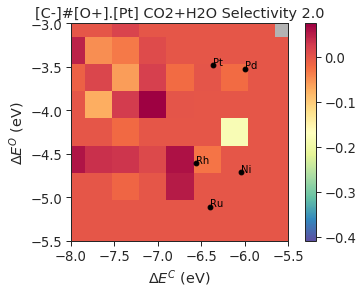 [C-]#[O+].[Pt] CO2+H2O Selectivity 2.0
−3.0
−3.5
−4.0
−4.5
−5.0
−5.5
ΔE^O (eV)
Pt
Pd
Rh
Ni
Ru
−8.0 −7.5 −7.0 −6.5 −6.0 −5.5
ΔE^C (eV)
0.0
−0.1
−0.2
−0.3
−0.4